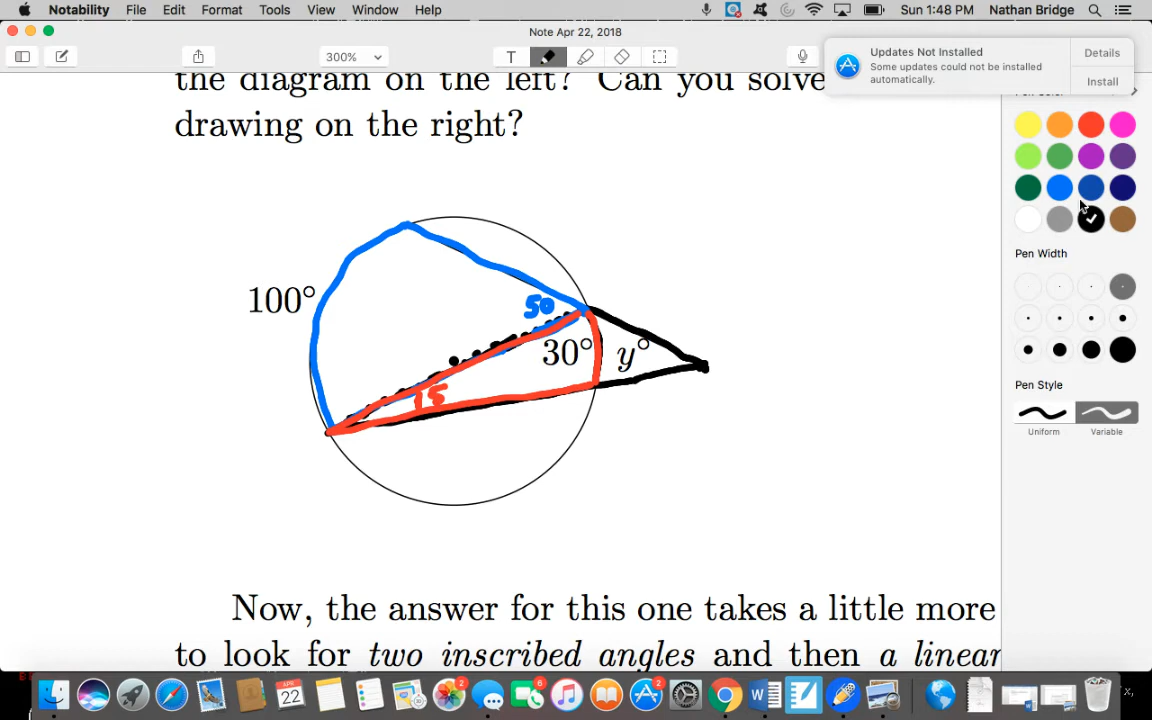 Notability File Edit Format Tools View Window Help Sun 1:48 PM Nathan Bridge
Note Apr 22, 2018
300% T
Updates Not Installed
Some updates could not be installed
automatically.
Details
Install
the diagram on the left? Can you solve
drawing on the right?
100°
50
30°
y°
15
Pen Width
Pen Style
Uniform Variable
Now, the answer for this one takes a little more
to look for two inscribed angles and then a linear
APR
22
2
6
2